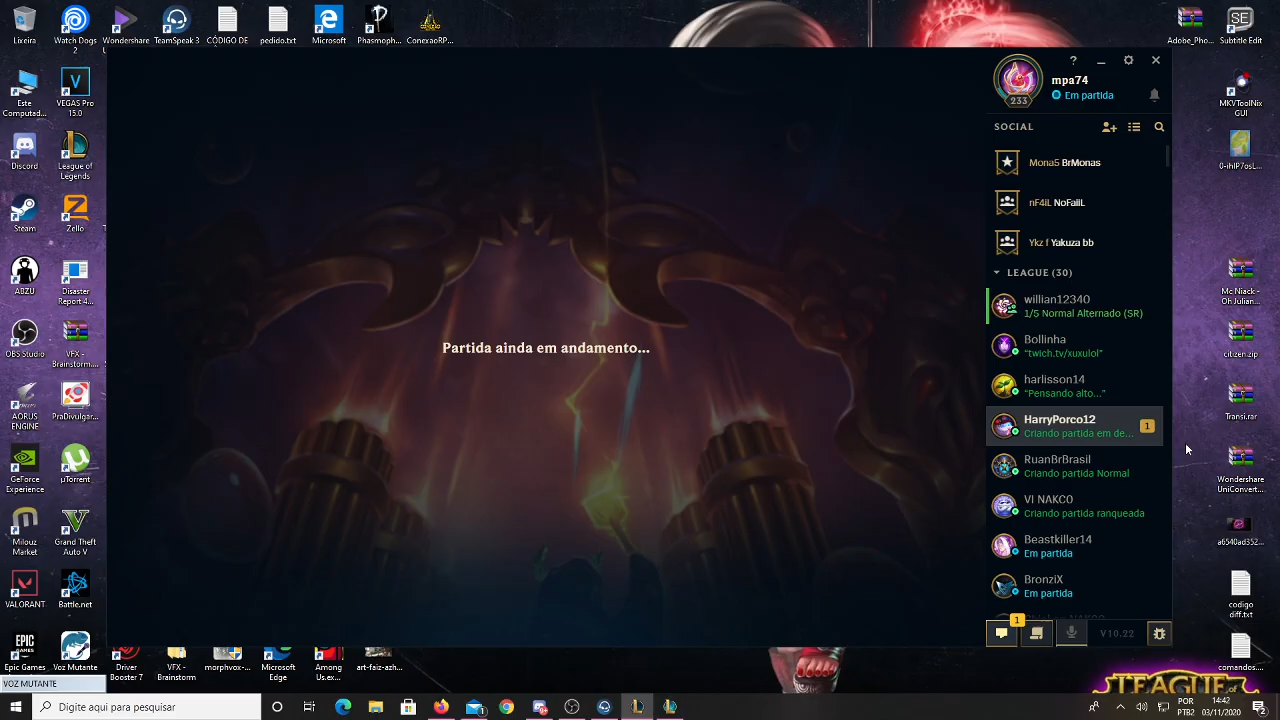 Lixeira
Watch Dogs
2
Wondershare
TeamSpeak 3
CÓDIGO DE
pedido.txt
Microsoft
Phasmoph...
ConexaoRP...
Adobe_Pho...
Subtitle Edit
Este
Computad...
VEGAS Pro
15.0
Discord
League of
Legends
Steam
Zello
ABZU
Disaster
Report 4...
OBS Studio
VFX -
Brainstorm....
CORSUS
ENGINE
PraDivulgar...
GeForce
Experience
µTorrent
Mouz
Market
Grand Theft
Auto V
VALORANT
Battle.net
Epic Games
Voz Mutante
VOZ MUTANTE
Driver
Booster 7
VFX -
Brainstorm
morphvox-...
Microsoft
Edge
Among
Us.exe
art-faiz-azh...
Partida ainda em andamento...
?
233
mpa74
Em partida
SOCIAL
Mona5 BrMonas
nF4iL NoFaiiL
Ykz f Yakuza bb
LEAGUE (30)
willian12340
1/5 Normal Alternado (SR)
Bollinha
"twich.tv/xuxulol"
harlisson14
"Pensando alto..."
HarryPorco12
Criando partida em de...
1
RuanBrBrasil
Criando partida Normal
VI NAKCO
Criando partida ranqueada
Beastkiller14
Em partida
BronziX
Em partida
1
V10.22
MKVToolNix
GUI
0-ihIP7osL...
Mc Niack -
Oh Julian...
citizen.zip
Transi.rar
Wondershare
UniConvert...
a6540ad352...
codigo
diff.txt
comandos...
LEAGUE OF
Digite aqui para pesquisar
POR
PTB2
14:42
03/11/2020